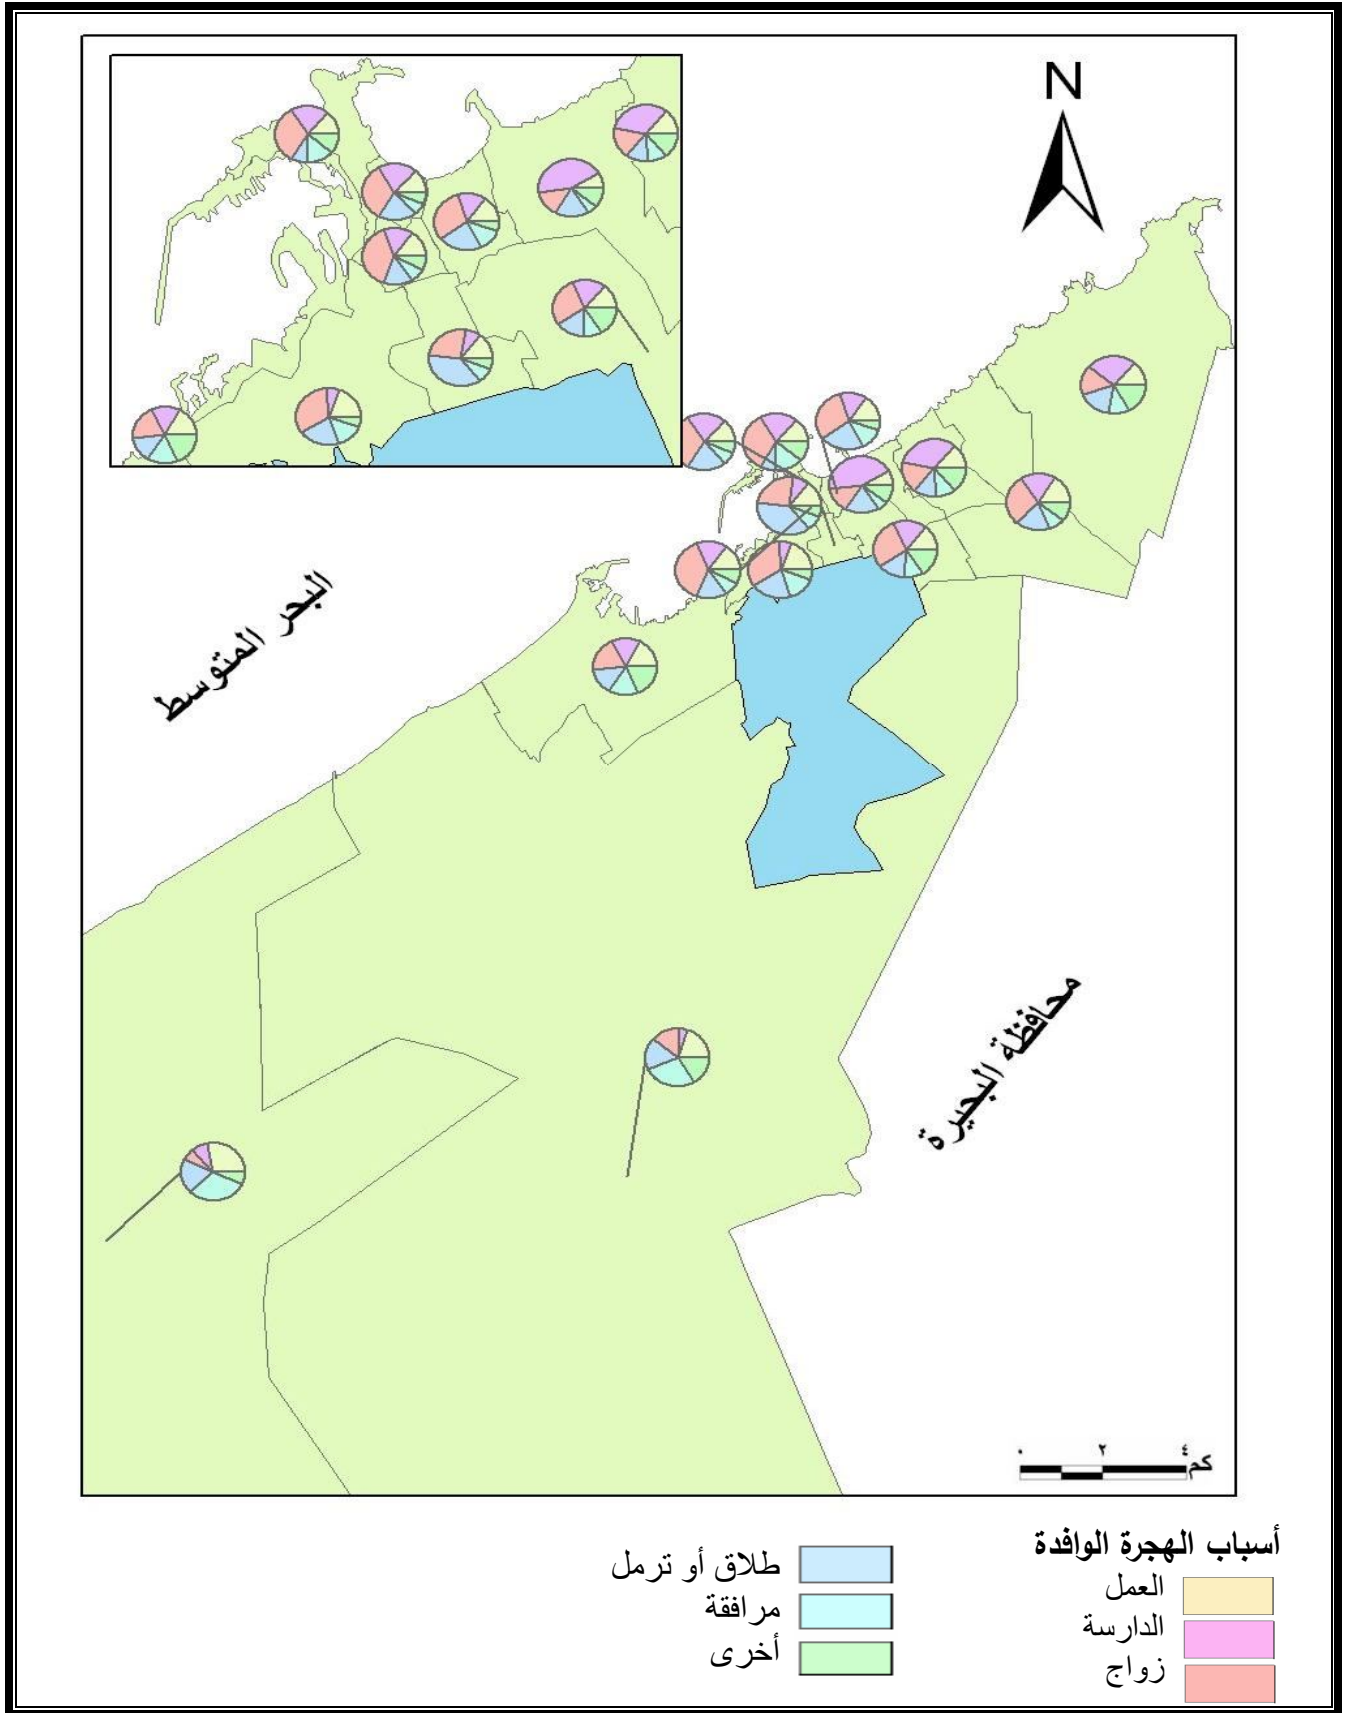 N
البحر المتوسط
محافظة البحيرة
٠ ٢ ٤
كم
أسباب الهجرة الوافدة
العمل
الدارسة
زواج
طلاق أو ترمل
مرافقة
أخرى